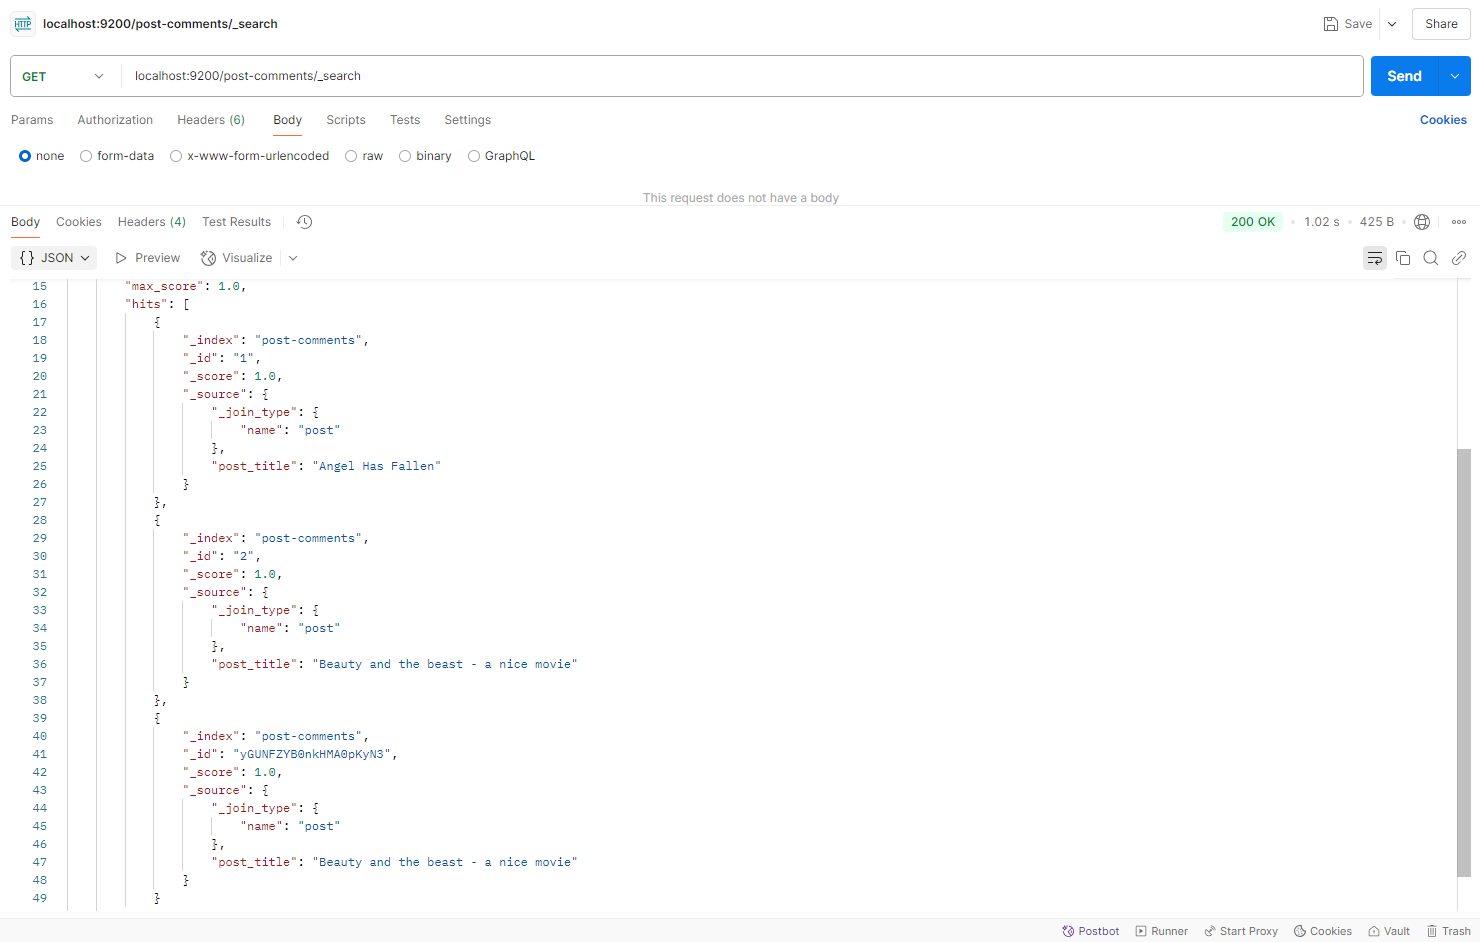 HTTP localhost:9200/post-comments/_search Save Share
GET localhost:9200/post-comments/_search Send
Params Authorization Headers (6) Body Scripts Tests Settings Cookies
none form-data x-www-form-urlencoded raw binary GraphQL
This request does not have a body
Body Cookies Headers (4) Test Results 200 OK • 1.02 s • 425 B •
{} JSON Preview Visualize
15 "max_score": 1.0,
16 "hits": [
17 {
18 "_index": "post-comments",
19 "_id": "1",
20 "_score": 1.0,
21 "_source": {
22 "_join_type": {
23 "name": "post"
24 },
25 "post_title": "Angel Has Fallen"
26 }
27 },
28 {
29 "_index": "post-comments",
30 "_id": "2",
31 "_score": 1.0,
32 "_source": {
33 "_join_type": {
34 "name": "post"
35 },
36 "post_title": "Beauty and the beast - a nice movie"
37 }
38 },
39 {
40 "_index": "post-comments",
41 "_id": "yGUNFZYB0nkHMA0pKyN3",
42 "_score": 1.0,
43 "_source": {
44 "_join_type": {
45 "name": "post"
46 },
47 "post_title": "Beauty and the beast - a nice movie"
48 }
49 }
Postbot Runner Start Proxy Cookies Vault Trash